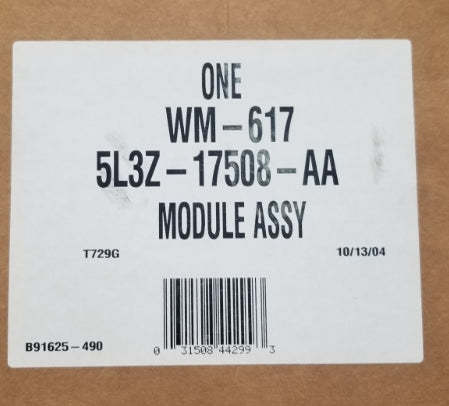 ONE
WM-617
5L3Z-17508-AA
MODULE ASSY
T729G 10/13/04
B91625-490
0 31508 44299 3